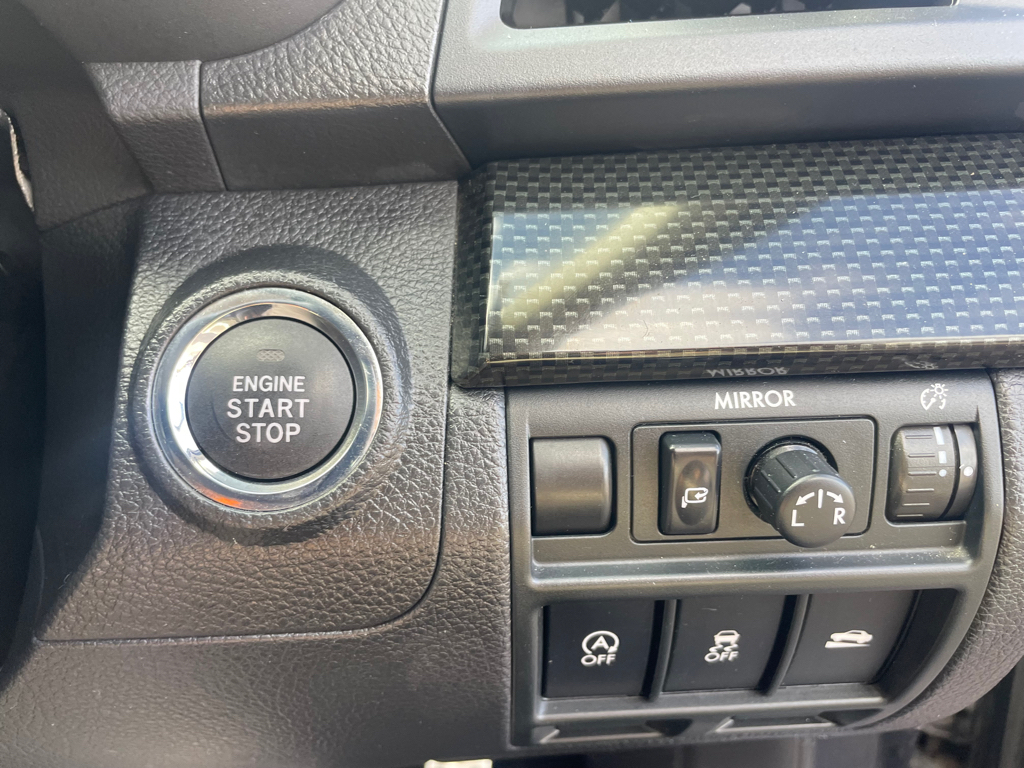 ENGINE
START
STOP
MIRROR
MIRROR
L R
A
OFF
OFF